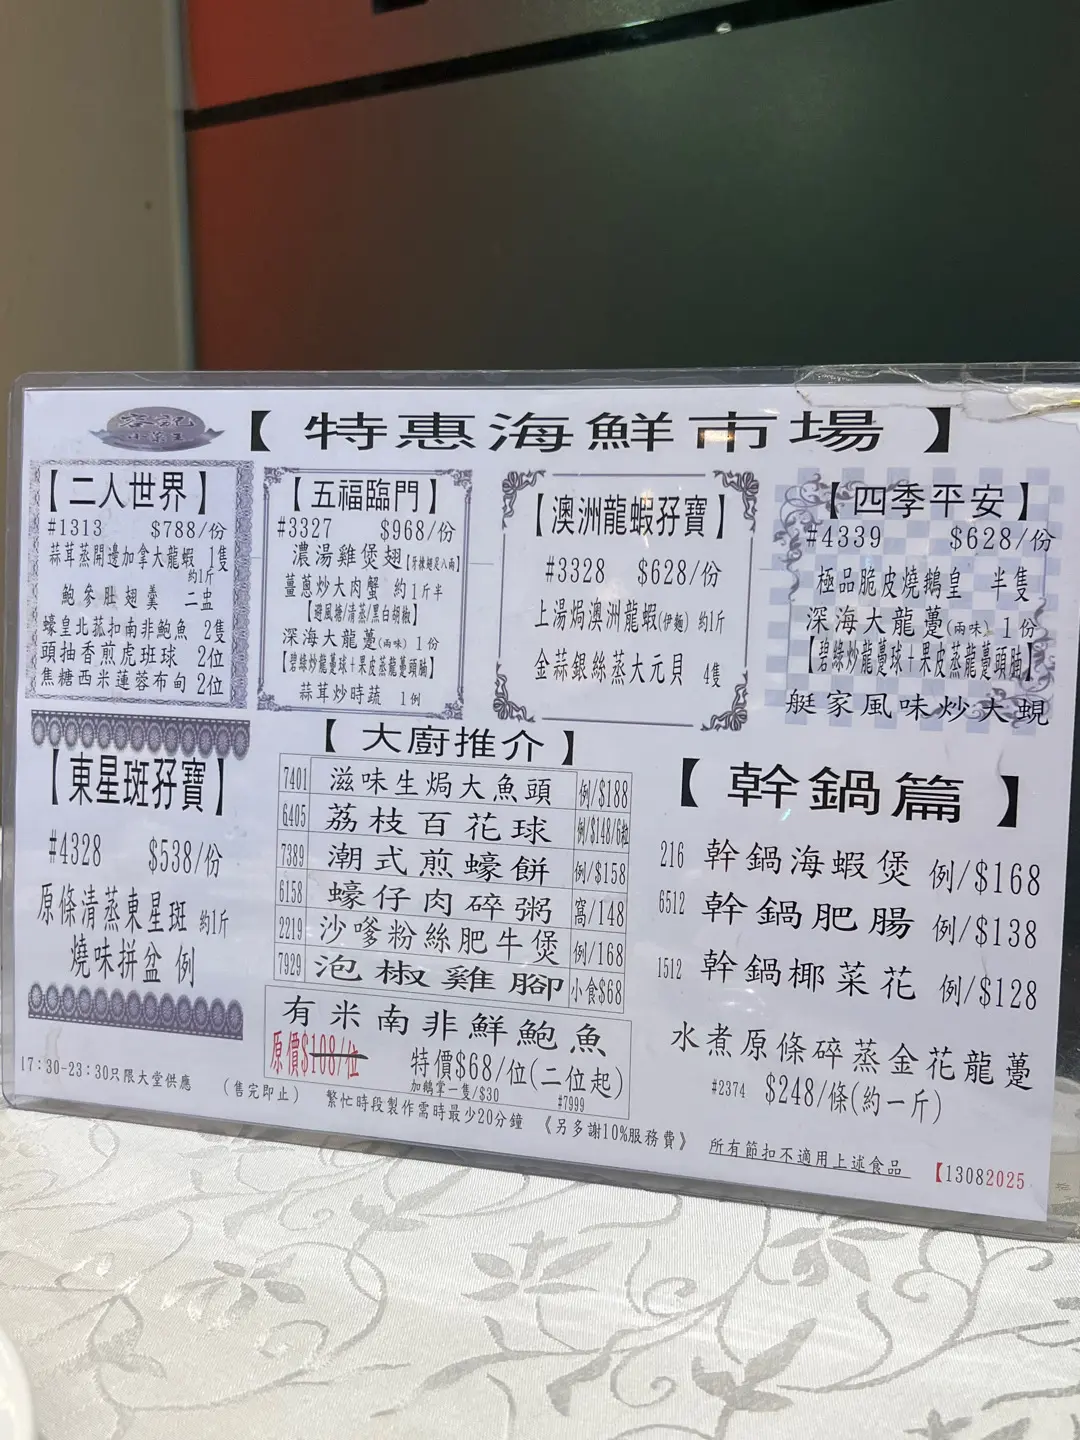 容記
小菜王
【特惠海鮮市場】
【二人世界】
#1313 $788/份
蒜茸蒸開邊加拿大龍蝦 1隻
約1斤
鮑參肚翅羹 二盅
蠔皇北菰扣南非鮑魚 2隻
頭抽香煎虎班球 2位
焦糖西米蓮蓉布甸 2位
【五福臨門】
#3327 $968/份
濃湯雞煲翅【牙揀翅足八兩】
薑蔥炒大肉蟹 約1斤半
【避風塘/清蒸/黑白胡椒】
深海大龍躉(兩味) 1份
【碧綠炒龍躉球+果皮蒸龍躉頭腩】
蒜茸炒時蔬 1例
【澳洲龍蝦孖寶】
#3328 $628/份
上湯焗澳洲龍蝦(伊麵) 約1斤
金蒜銀絲蒸大元貝 4隻
【四季平安】
#4339 $628/份
極品脆皮燒鵝皇 半隻
深海大龍躉(兩味) 1份
【碧綠炒龍躉球+果皮蒸龍躉頭腩】
艇家風味炒大蜆
【東星斑孖寶】
#4328 $538/份
原條清蒸東星斑 約1斤
燒味拼盆 例
【大廚推介】
7401 滋味生焗大魚頭 例/$188
6405 荔枝百花球 例/$148/6粒
7389 潮式煎蠔餅 例/$158
6158 蠔仔肉碎粥 窩/148
2219 沙嗲粉絲肥牛煲 例/168
7929 泡椒雞腳 小食$68
有米南非鮮鮑魚
原價$108/位 特價$68/位(二位起)
加鵝掌一隻/$30 #7999
【幹鍋篇】
216 幹鍋海蝦煲 例/$168
6512 幹鍋肥腸 例/$138
1512 幹鍋椰菜花 例/$128
水煮原條碎蒸金花龍躉
#2374 $248/條(約一斤)
17:30-23:30只限大堂供應 (售完即止) 繁忙時段製作需時最少20分鐘 《另多謝10%服務費》 所有節扣不適用上述食品 【13082025